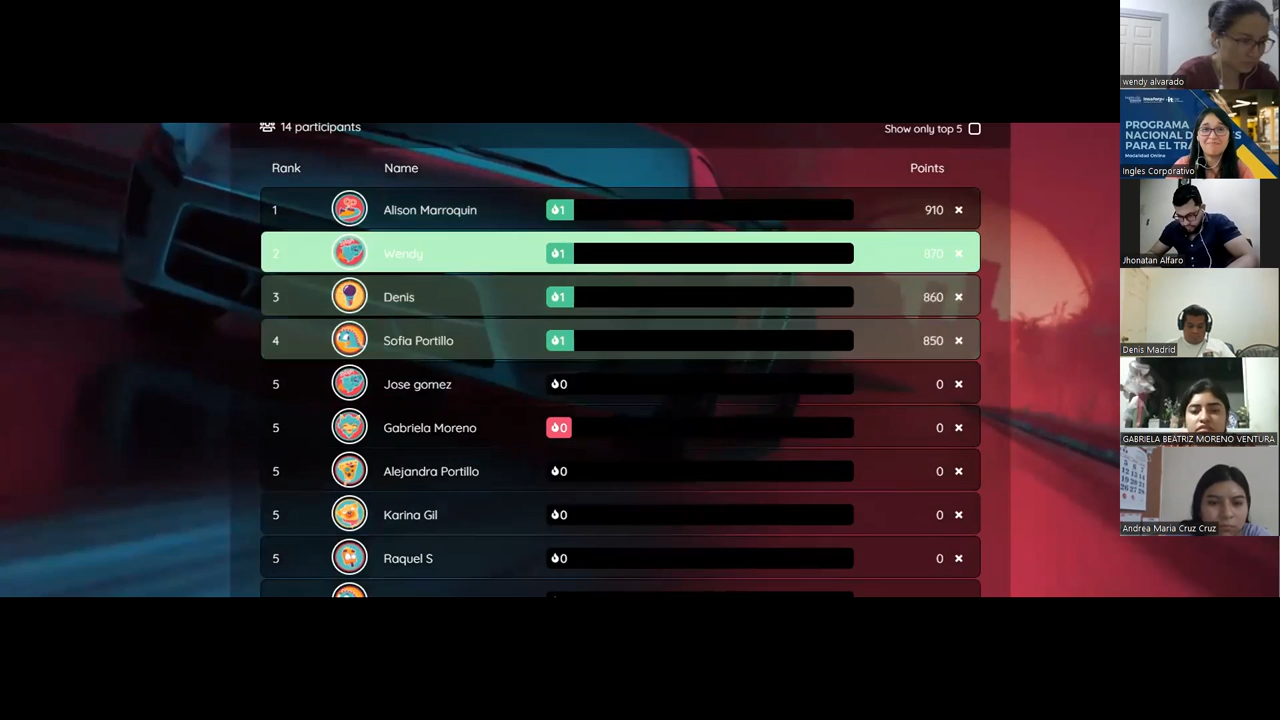 14 participants
Show only top 5
Rank Name Points
1 Alison Marroquin 1 910
2 Wendy 1 870
3 Denis 1 860
4 Sofia Portillo 1 850
5 Jose gomez 0 0
5 Gabriela Moreno 0 0
5 Alejandra Portillo 0 0
5 Karina Gil 0 0
5 Raquel S 0 0
wendy alvarado
PROGRAMA
NACIONAL D
PARA EL TRA
Modalidad Online
Ingles Corporativo
Jhonatan Alfaro
Denis Madrid
GABRIELA BEATRIZ MORENO VENTURA
Andrea Maria Cruz Cruz